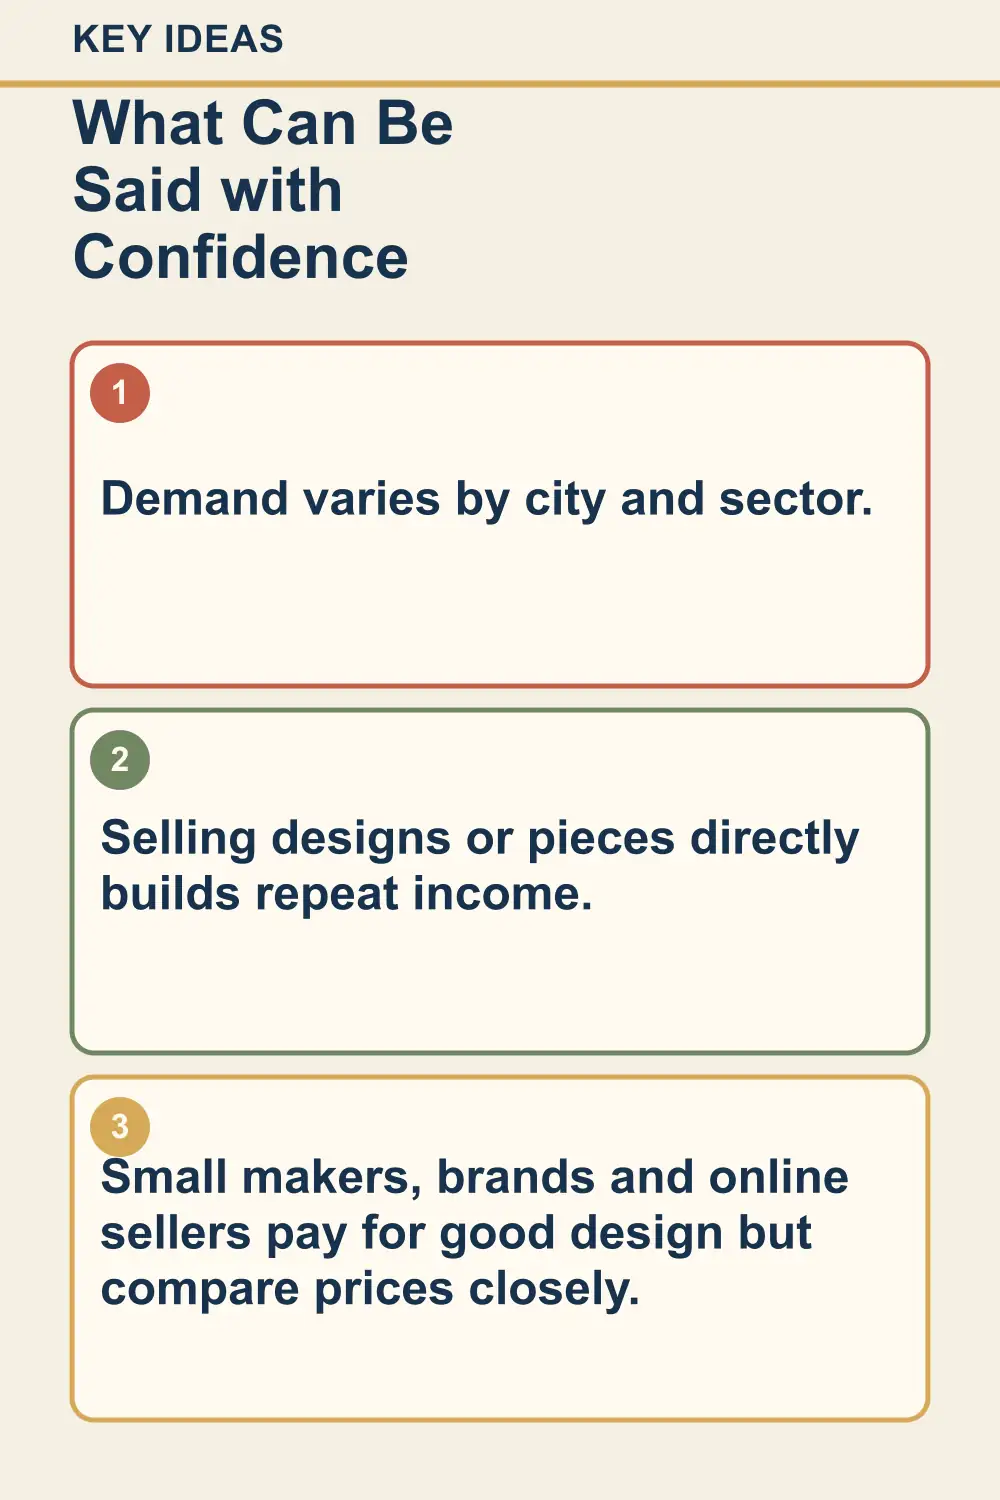 KEY IDEAS
What Can Be
Said with
Confidence
1
Demand varies by city and sector.
2
Selling designs or pieces directly
builds repeat income.
3
Small makers, brands and online
sellers pay for good design but
compare prices closely.